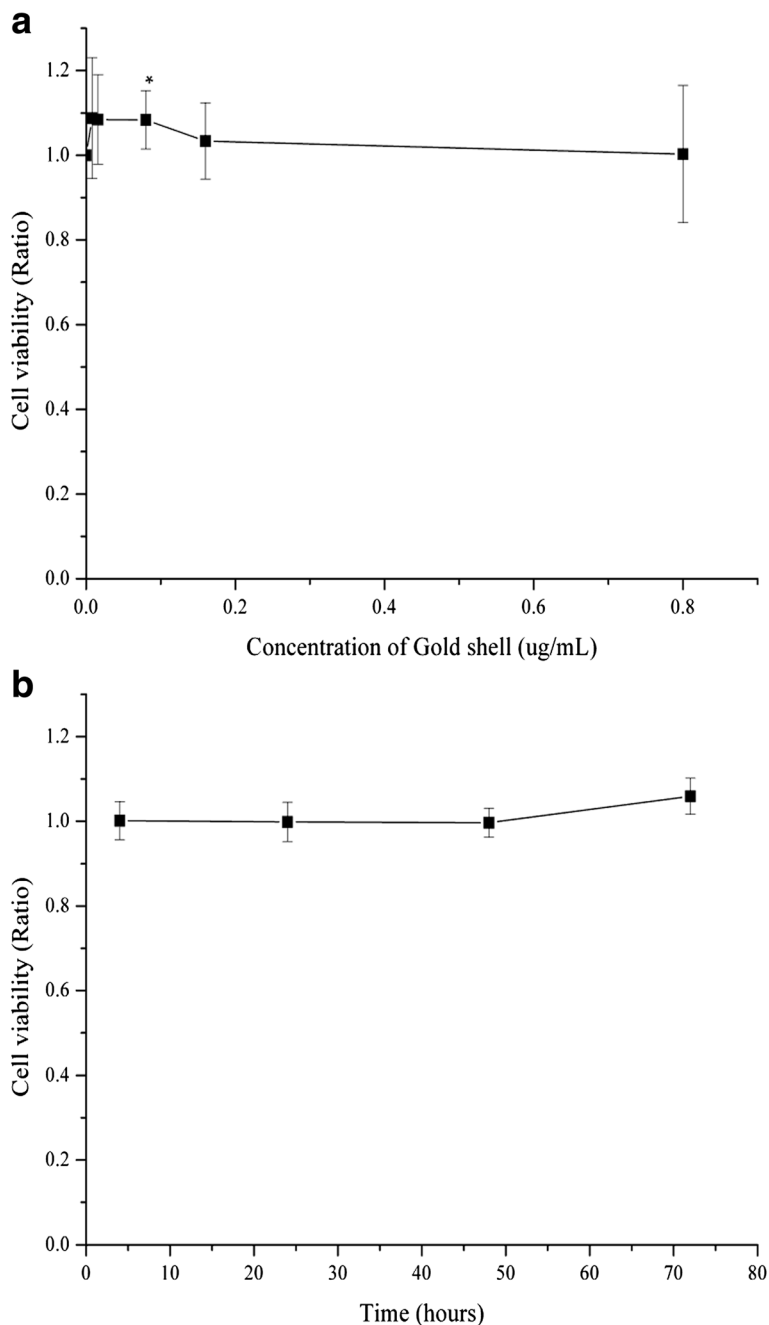 a
*
1.2
1.0
0.8
0.6
0.4
0.2
0.0
Cell viability (Ratio)
0.0 0.2 0.4 0.6 0.8
Concentration of Gold shell (ug/mL)
b
1.2
1.0
0.8
0.6
0.4
0.2
0.0
Cell viability (Ratio)
0 10 20 30 40 50 60 70 80
Time (hours)